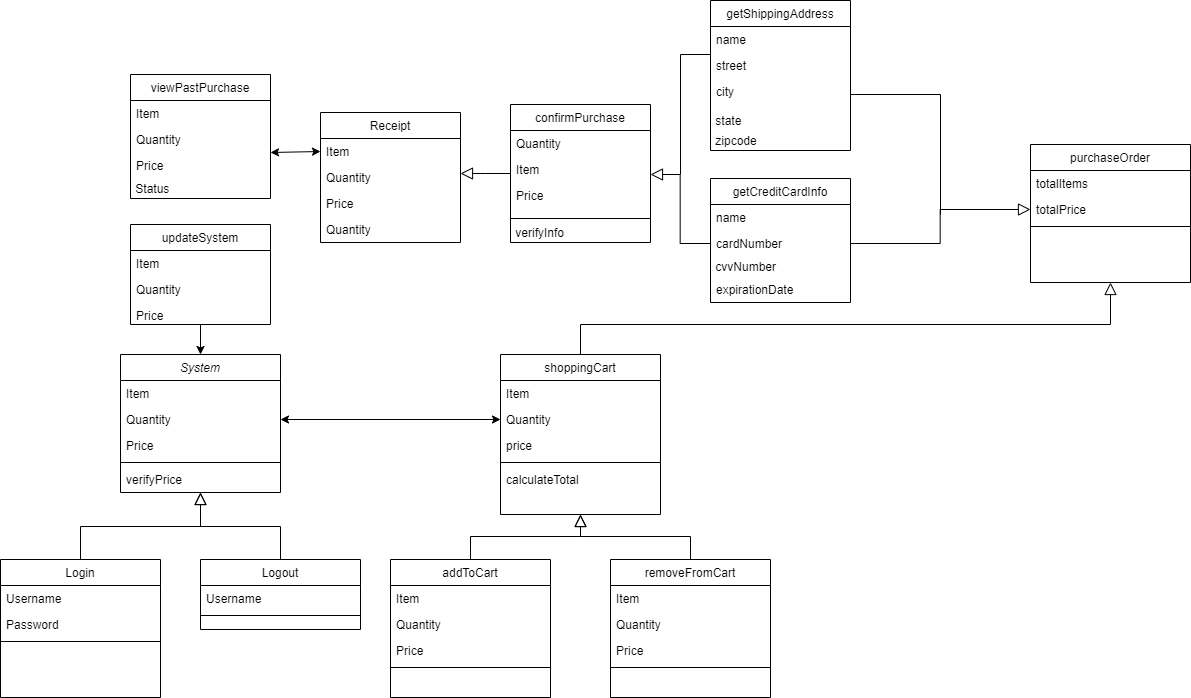 getShippingAddress
name
street
city
state
zipcode
viewPastPurchase
Item
Quantity
Price
Status
Receipt
Item
Quantity
Price
Quantity
confirmPurchase
Quantity
Item
Price
verifyInfo
purchaseOrder
totalItems
totalPrice
getCreditCardInfo
name
cardNumber
cvvNumber
expirationDate
updateSystem
Item
Quantity
Price
System
Item
Quantity
Price
verifyPrice
shoppingCart
Item
Quantity
price
calculateTotal
Login
Username
Password
Logout
Username
addToCart
Item
Quantity
Price
removeFromCart
Item
Quantity
Price